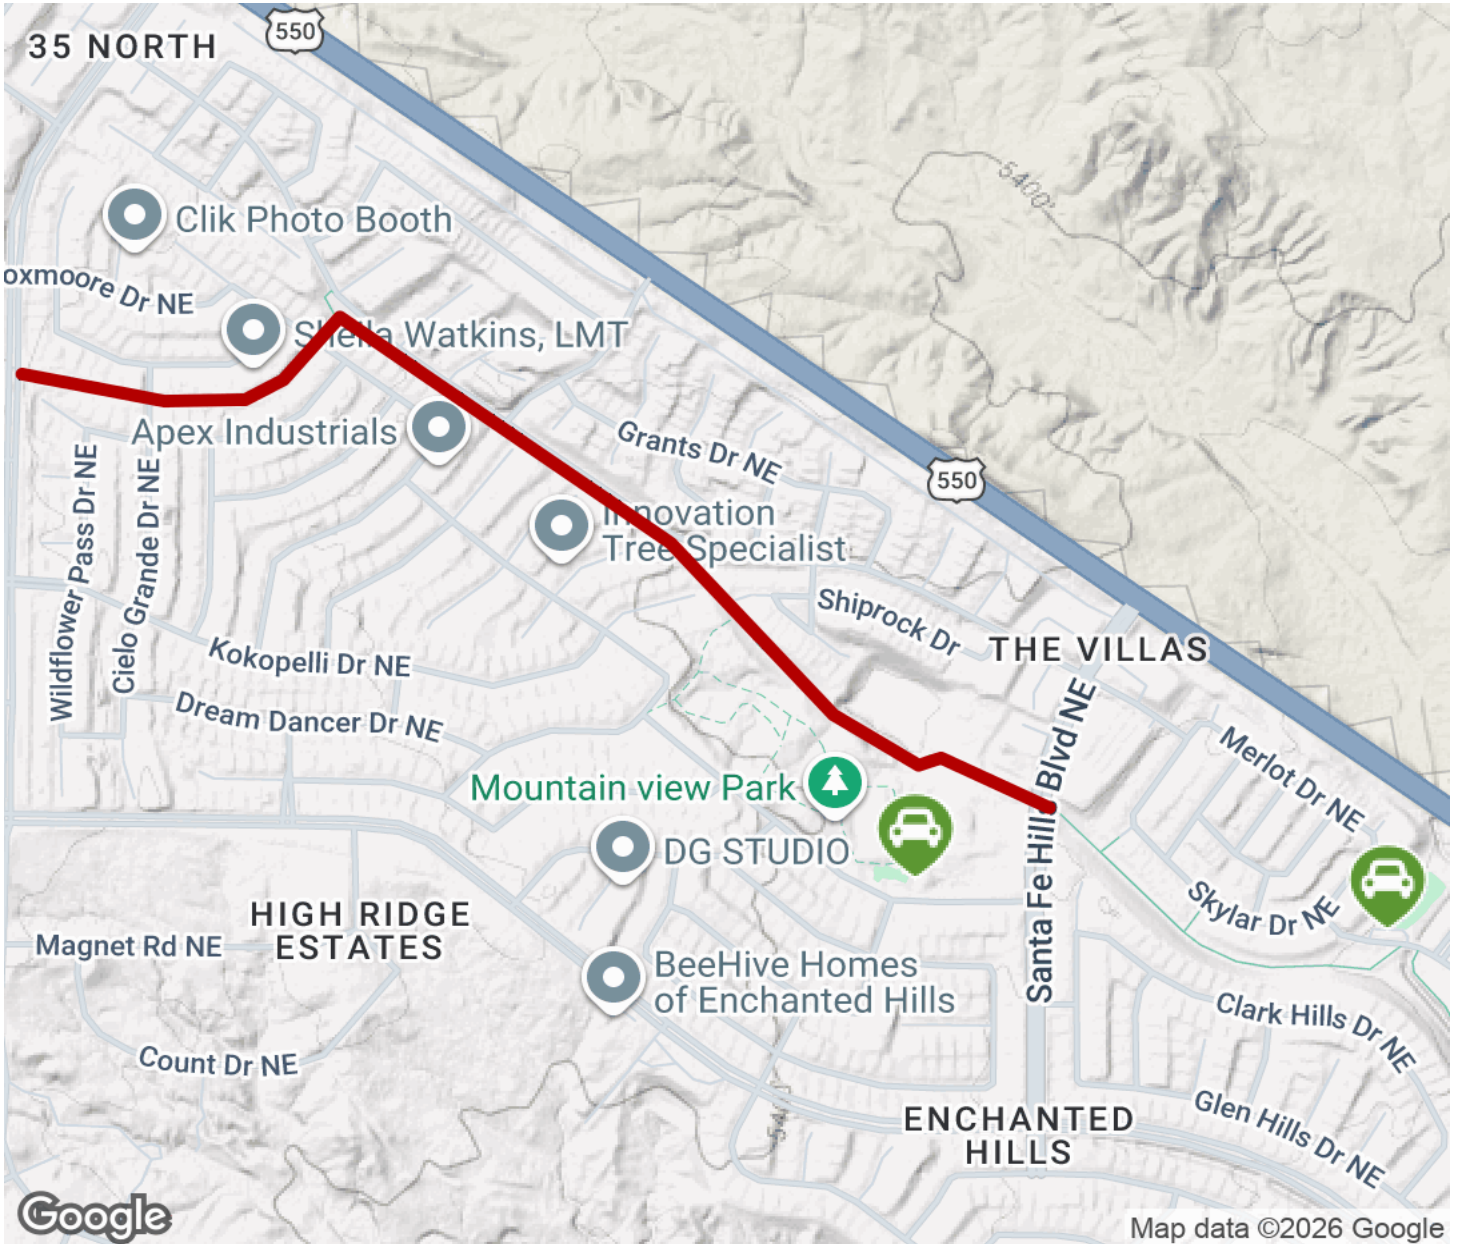 550
35 NORTH
5400'
Clik Photo Booth
oxmoore Dr NE
Sheila Watkins, LMT
Apex Industrials
Grants Dr NE
550
Wildflower Pass Dr NE
Cielo Grande Dr NE
Innovation
Tree Specialist
Shiprock Dr
THE VILLAS
Kokopelli Dr NE
Dream Dancer Dr NE
Santa Fe Hills Blvd NE
Merlot Dr NE
Mountain view Park
DG STUDIO
Skylar Dr NE
HIGH RIDGE
ESTATES
Magnet Rd NE
BeeHive Homes
of Enchanted Hills
Clark Hills Dr NE
Count Dr NE
Glen Hills Dr NE
ENCHANTED
HILLS
Google
Map data ©2026 Google